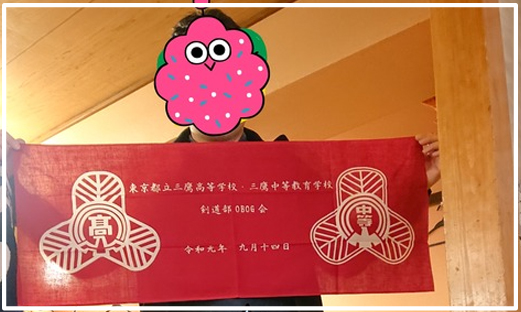 東京都立三鷹高等学校・三鷹中等教育学校
剣道部OBOG会
令和元年 九月十四日
高
中等